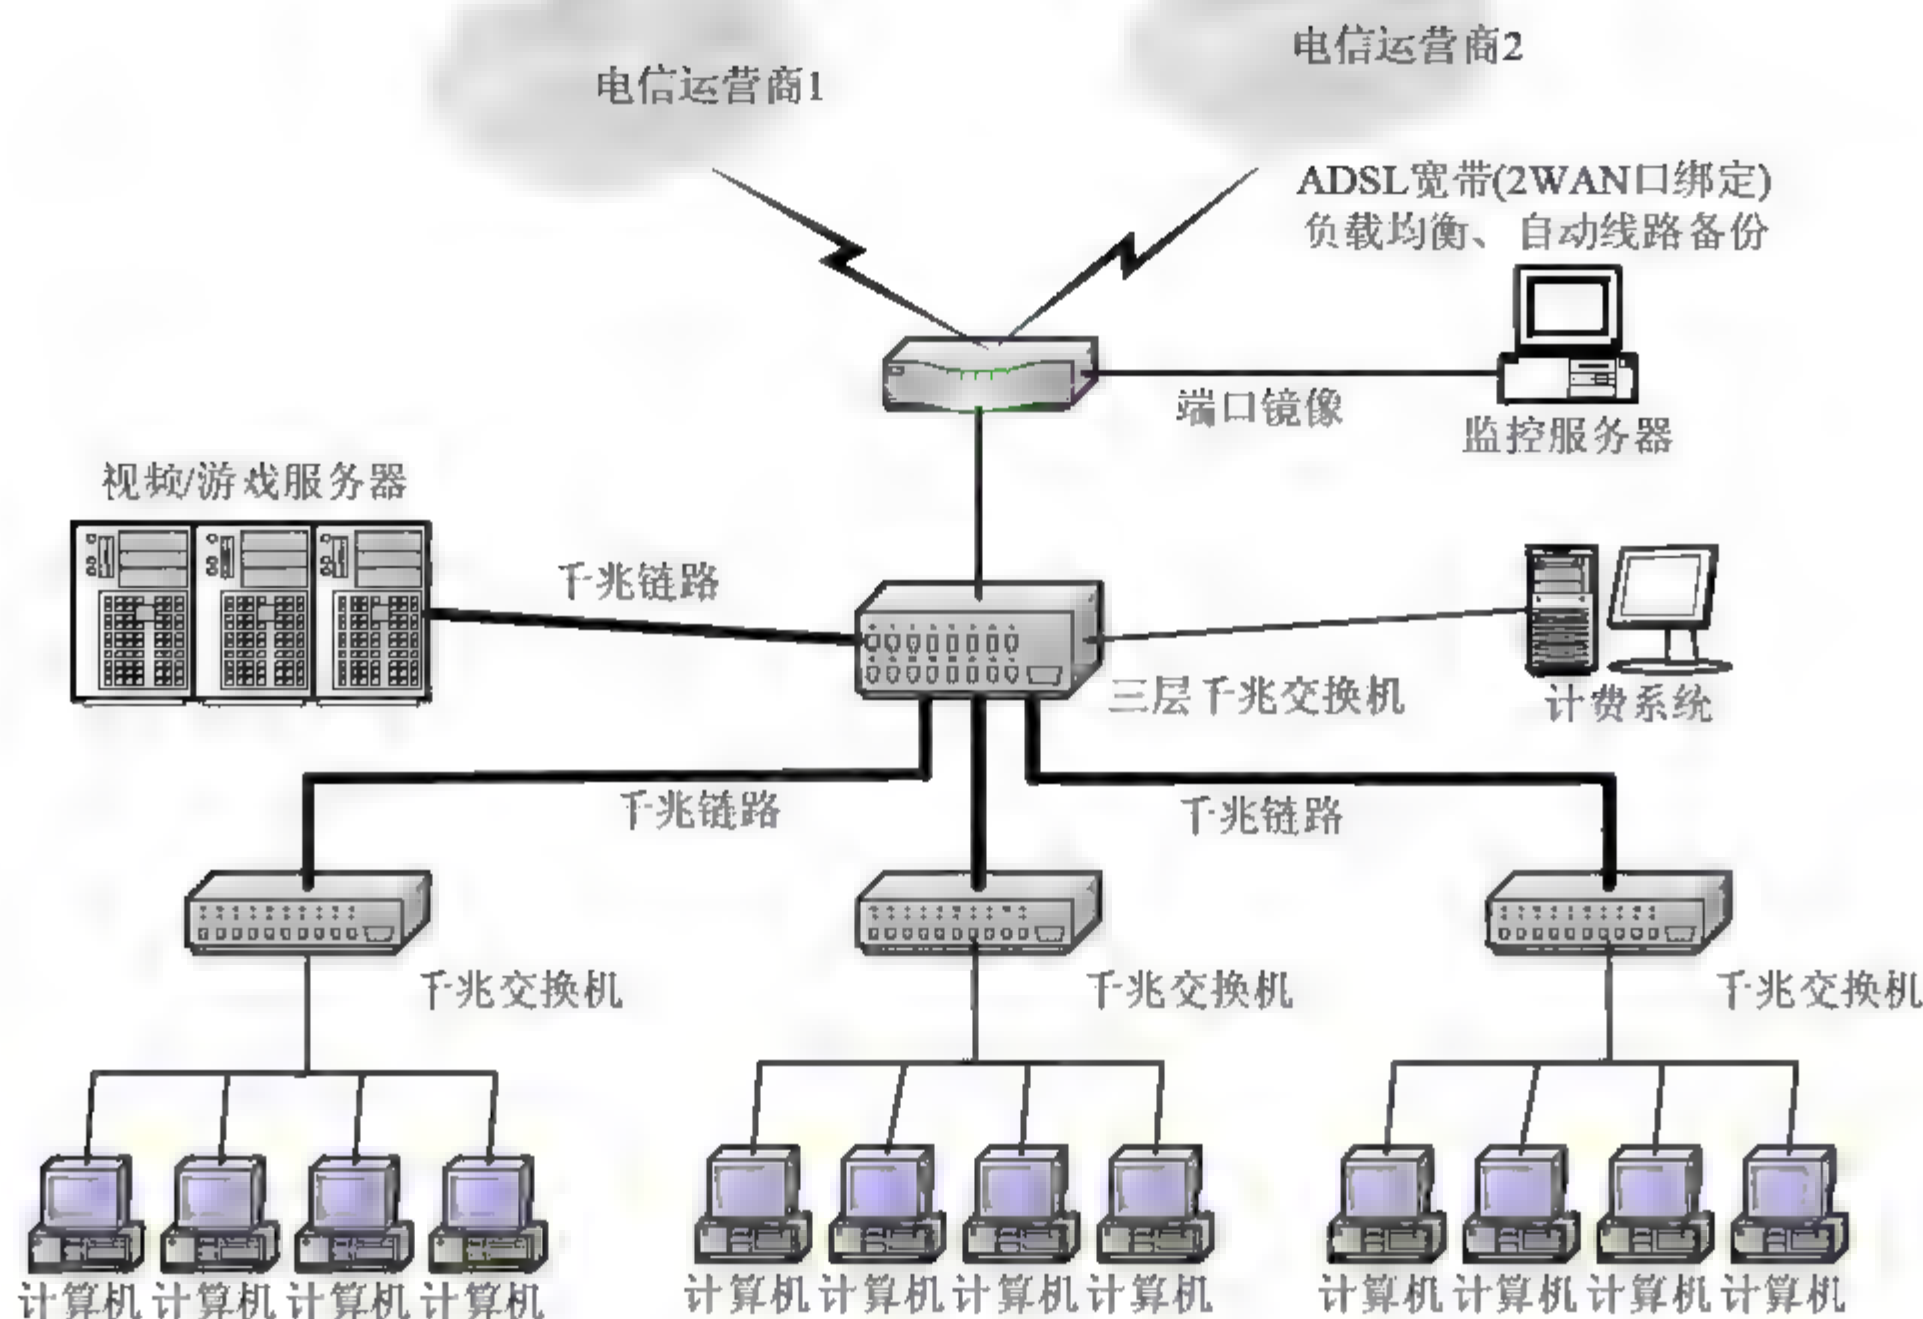 电信运营商1
电信运营商2
ADSL宽带(2WAN口绑定)
负载均衡、自动线路备份
端口镜像
监控服务器
视频/游戏服务器
千兆链路
三层千兆交换机
计费系统
千兆链路
千兆链路
千兆交换机
千兆交换机
千兆交换机
计算机 计算机 计算机 计算机
计算机 计算机 计算机 计算机
计算机 计算机 计算机 计算机